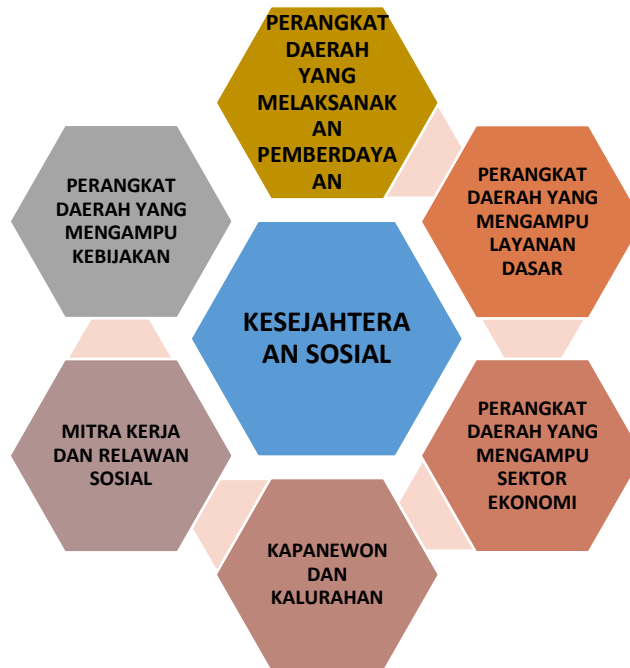 PERANGKAT
DAERAH
YANG
MELAKSANAK
AN
PEMBERDAYA
AN
PERANGKAT
DAERAH YANG
MENGAMPU
LAYANAN
DASAR
PERANGKAT
DAERAH YANG
MENGAMPU
SEKTOR
EKONOMI
KAPANEWON
DAN
KALURAHAN
MITRA KERJA
DAN RELAWAN
SOSIAL
PERANGKAT
DAERAH YANG
MENGAMPU
KEBIJAKAN
KESEJAHTERA
AN SOSIAL